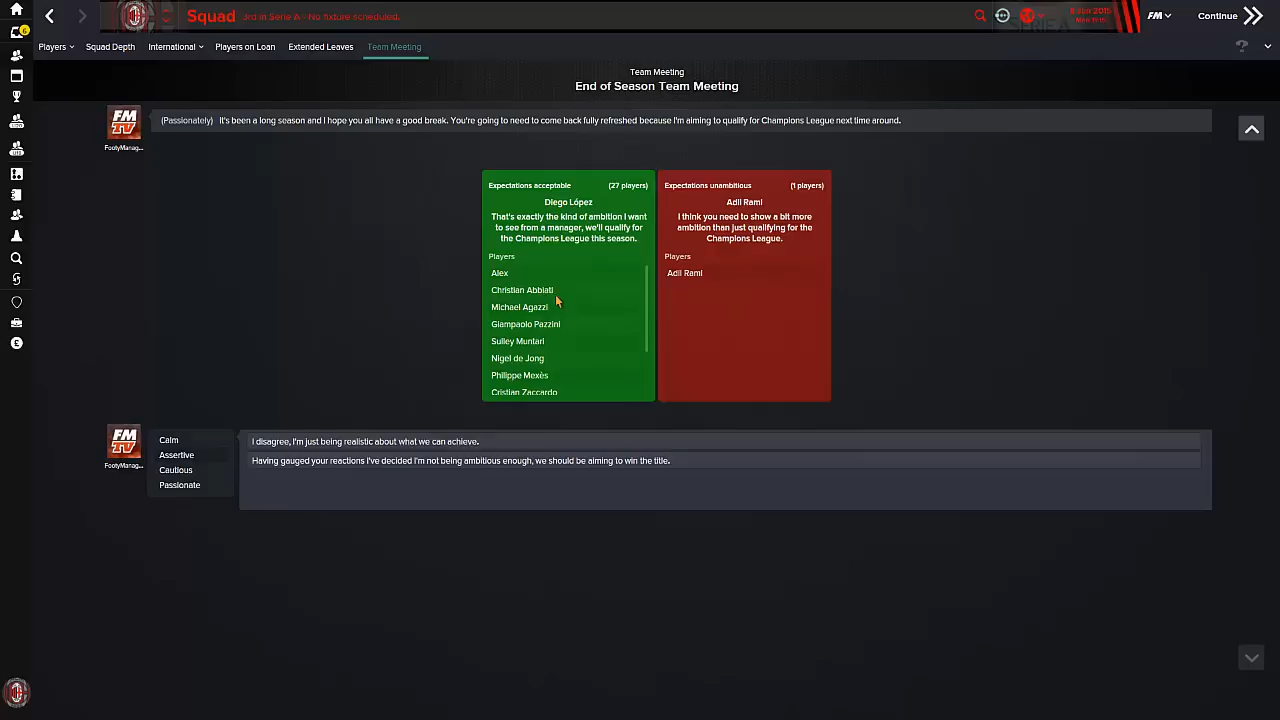 Squad 3rd in Serie A - No fixture scheduled.
FM
Continue
6
Players
Squad Depth
International
Players on Loan
Extended Leaves
Team Meeting
Team Meeting
End of Season Team Meeting
FM
TV
FootyManag...
(Passionately) It's been a long season and I hope you all have a good break. You're going to need to come back fully refreshed because I'm aiming to qualify for Champions League next time around.
Expectations acceptable (27 players)
Diego López
That's exactly the kind of ambition I want
to see from a manager, we'll qualify for
the Champions League this season.
Players
Alex
Christian Abbiati
Michael Agazzi
Giampaolo Pazzini
Sulley Muntari
Nigel de Jong
Philippe Mexès
Cristian Zaccardo
Expectations unambitious (1 players)
Adil Rami
I think you need to show a bit more
ambition than just qualifying for the
Champions League.
Players
Adil Rami
FM
TV
FootyManag...
Calm
Assertive
Cautious
Passionate
I disagree, I'm just being realistic about what we can achieve.
Having gauged your reactions I've decided I'm not being ambitious enough, we should be aiming to win the title.